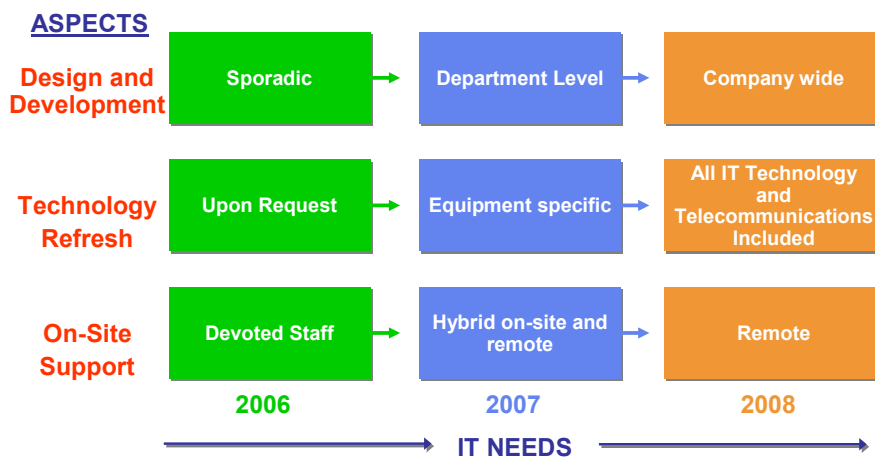 ASPECTS
Design and
Development
Sporadic
Department Level
Company wide
Technology
Refresh
Upon Request
Equipment specific
All IT Technology
and
Telecommunications
Included
On-Site
Support
Devoted Staff
Hybrid on-site and
remote
Remote
2006
2007
2008
IT NEEDS